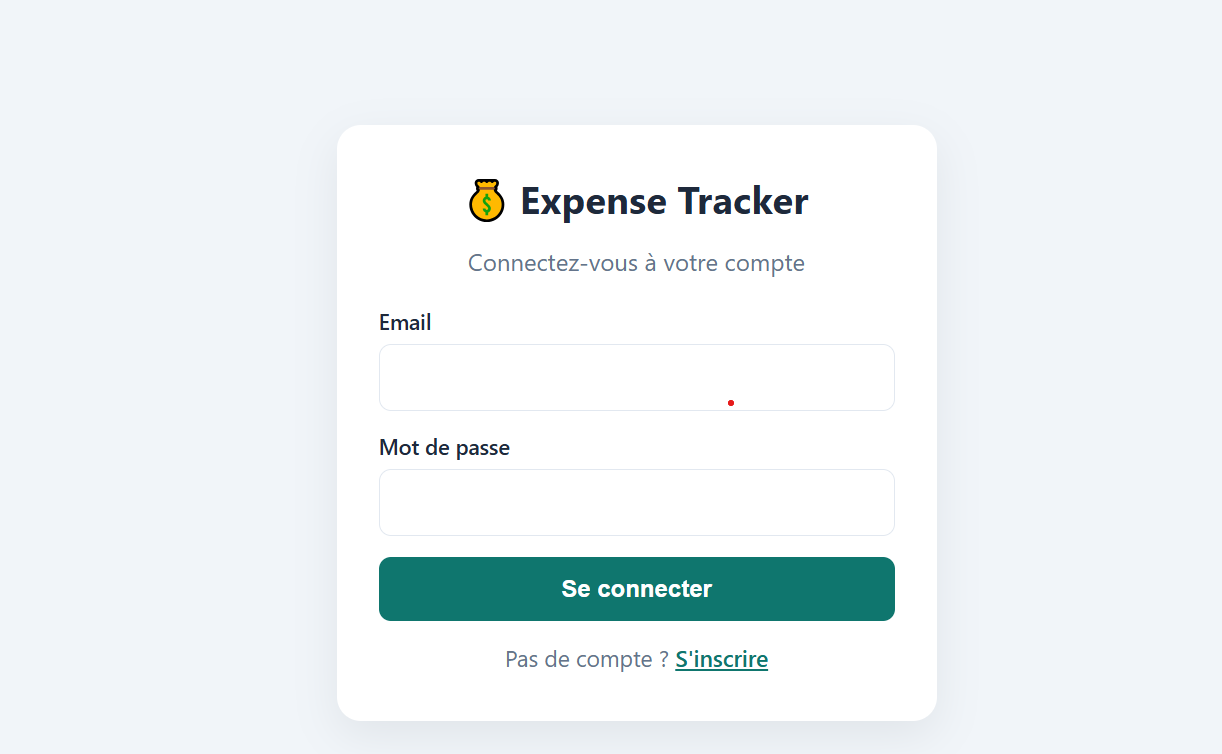 Expense Tracker
Connectez-vous à votre compte
Email
Mot de passe
Se connecter
Pas de compte ? S'inscrire